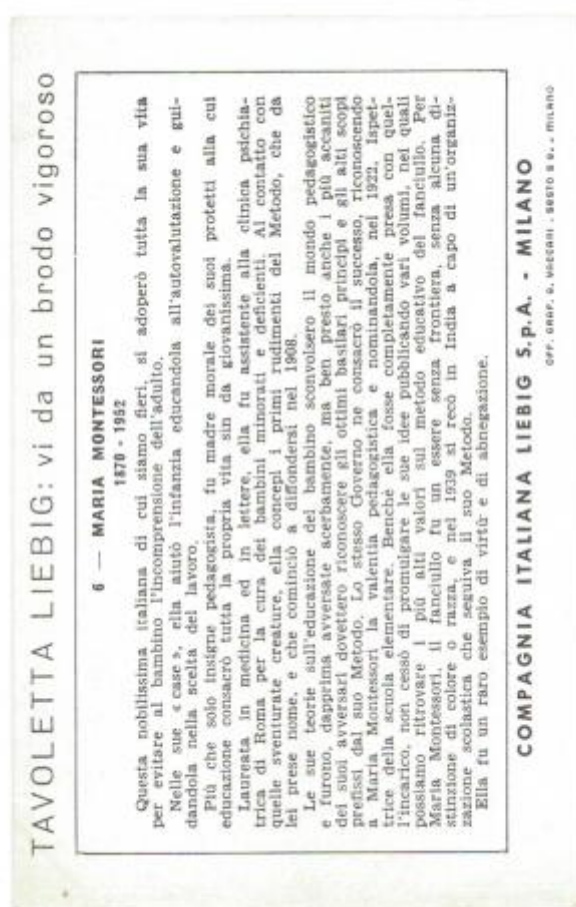 TAVOLETTA LIEBIG: vi da un brodo vigoroso
6 — MARIA MONTESSORI
1870 - 1952
Questa nobilissima italiana di cui siamo fieri, si adoperò tutta la sua vita
per evitare al bambino l'incomprensione dell'adulto.
Nelle sue « case », ella aiutò l'infanzia educandola all'autovalutazione e gui-
dandola nella scelta del lavoro.
Più che solo insigne pedagogista, fu madre morale dei suoi protetti alla cui
educazione consacrò tutta la propria vita sin da giovanissima.
Laureata in medicina ed in lettere, ella fu assistente alla clinica psichia-
trica di Roma per la cura dei bambini minorati e deficienti. Al contatto con
quelle sventurate creature, ella concepì i primi rudimenti del Metodo, che da
lei prese nome, e che cominciò a diffondersi nel 1908.
Le sue teorie sull'educazione del bambino sconvolsero il mondo pedagogistico
e furono, dapprima avversate acerbamente, ma ben presto anche i più accaniti
dei suoi avversari dovettero riconoscere gli ottimi basilari principi e gli alti scopi
prefissi dal suo Metodo. Lo stesso Governo ne consacrò il successo, riconoscendo
a Maria Montessori la valentia pedagogistica e nominandola, nel 1922, Ispet-
trice della scuola elementare. Benchè ella fosse completamente presa con quel-
l'incarico, non cessò di promulgare le sue idee pubblicando vari volumi, nei quali
possiamo ritrovare i più alti valori sul metodo educativo del fanciullo. Per
Maria Montessori, il fanciullo fu un essere senza frontiera, senza alcuna di-
stinzione di colore o razza, e nel 1939 si recò in India a capo di un'organiz-
zazione scolastica che seguiva il suo Metodo.
Ella fu un raro esempio di virtù e di abnegazione.
COMPAGNIA ITALIANA LIEBIG S.p.A. - MILANO
OFF. GRAF. G. VACCARI - SESTO S. G. - MILANO